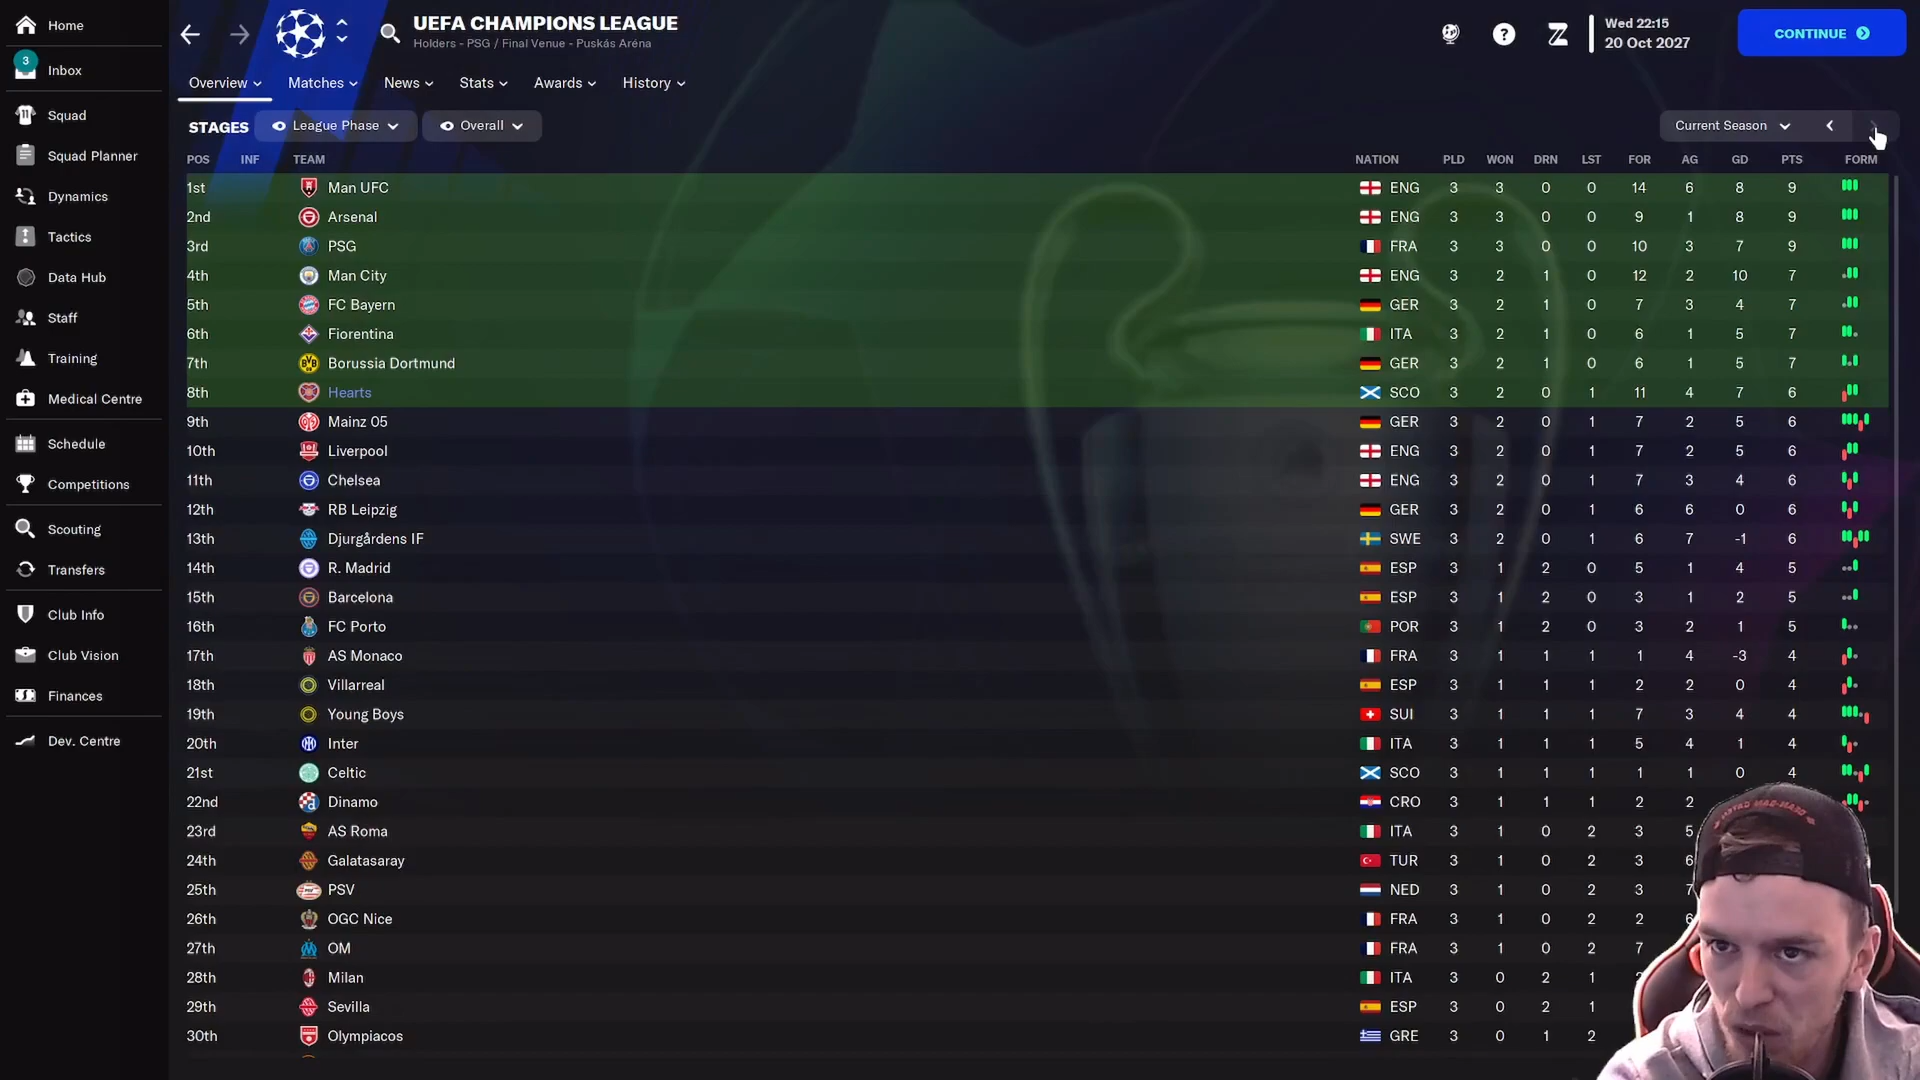 Home
3
Inbox
Squad
Squad Planner
Dynamics
Tactics
Data Hub
Staff
Training
Medical Centre
Schedule
Competitions
Scouting
Transfers
Club Info
Club Vision
Finances
Dev. Centre
UEFA CHAMPIONS LEAGUE
Holders - PSG / Final Venue - Puskás Aréna
Wed 22:15
20 Oct 2027
CONTINUE
Overview Matches News Stats Awards History
STAGES League Phase Overall Current Season
POS INF TEAM NATION PLD WON DRN LST FOR AG GD PTS FORM
1st Man UFC ENG 3 3 0 0 14 6 8 9
2nd Arsenal ENG 3 3 0 0 9 1 8 9
3rd PSG FRA 3 3 0 0 10 3 7 9
4th Man City ENG 3 2 1 0 12 2 10 7
5th FC Bayern GER 3 2 1 0 7 3 4 7
6th Fiorentina ITA 3 2 1 0 6 1 5 7
7th Borussia Dortmund GER 3 2 1 0 6 1 5 7
8th Hearts SCO 3 2 0 1 11 4 7 6
9th Mainz 05 GER 3 2 0 1 7 2 5 6
10th Liverpool ENG 3 2 0 1 7 2 5 6
11th Chelsea ENG 3 2 0 1 7 3 4 6
12th RB Leipzig GER 3 2 0 1 6 6 0 6
13th Djurgårdens IF SWE 3 2 0 1 6 7 -1 6
14th R. Madrid ESP 3 1 2 0 5 1 4 5
15th Barcelona ESP 3 1 2 0 3 1 2 5
16th FC Porto POR 3 1 2 0 3 2 1 5
17th AS Monaco FRA 3 1 1 1 1 4 -3 4
18th Villarreal ESP 3 1 1 1 2 2 0 4
19th Young Boys SUI 3 1 1 1 7 3 4 4
20th Inter ITA 3 1 1 1 5 4 1 4
21st Celtic SCO 3 1 1 1 1 1 0 4
22nd Dinamo CRO 3 1 1 1 2 2
23rd AS Roma ITA 3 1 0 2 3 5
24th Galatasaray TUR 3 1 0 2 3 6
25th PSV NED 3 1 0 2 3 7
26th OGC Nice FRA 3 1 0 2 2 6
27th OM FRA 3 1 0 2 7
28th Milan ITA 3 0 2 1
29th Sevilla ESP 3 0 2 1
30th Olympiacos GRE 3 0 1 2